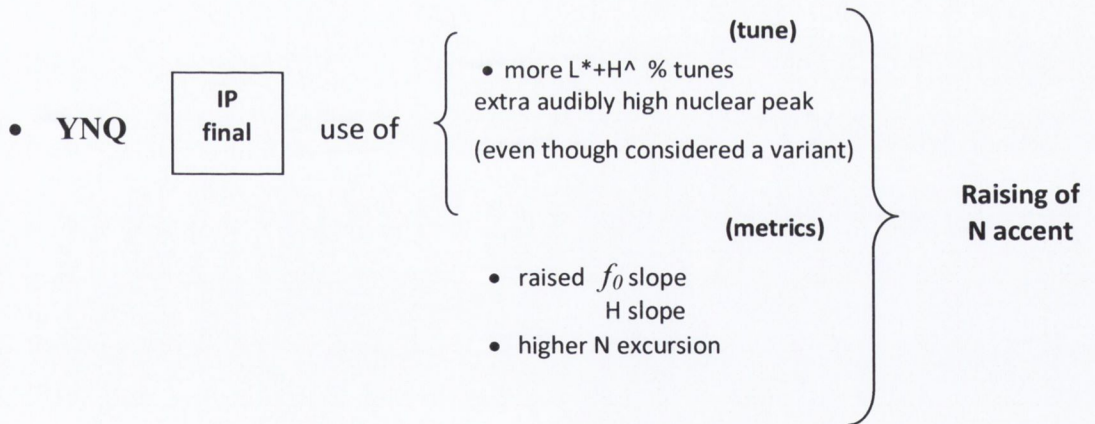 (tune)
• more L*+H^ % tunes
extra audibly high nuclear peak
(even though considered a variant)
• YNQ
IP
final
use of
(metrics)
• raised f0 slope
H slope
• higher N excursion
Raising of
N accent